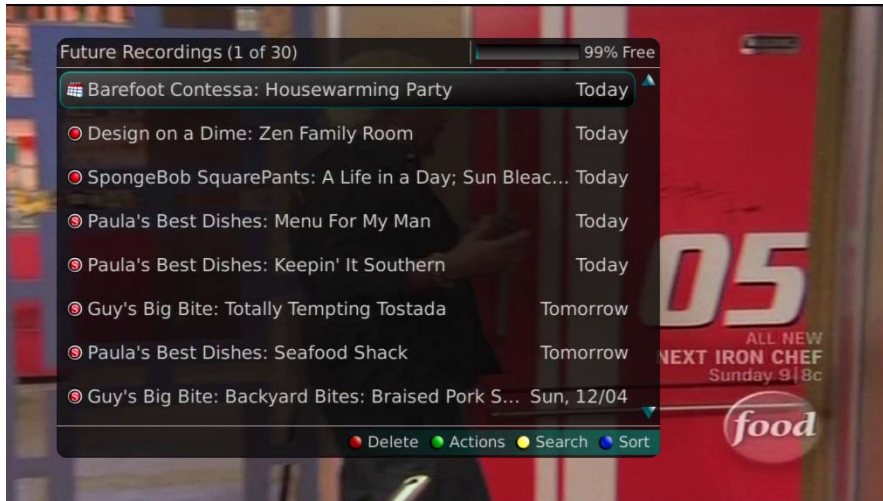 Future Recordings (1 of 30) 99% Free
Barefoot Contessa: Housewarming Party Today
Design on a Dime: Zen Family Room Today
SpongeBob SquarePants: A Life in a Day; Sun Bleac... Today
S Paula's Best Dishes: Menu For My Man Today
S Paula's Best Dishes: Keepin' It Southern Today
S Guy's Big Bite: Totally Tempting Tostada Tomorrow
S Paula's Best Dishes: Seafood Shack Tomorrow
S Guy's Big Bite: Backyard Bites: Braised Pork S... Sun, 12/04
Delete Actions Search Sort
05
ALL NEW
NEXT IRON CHEF
Sunday 9|8c
food